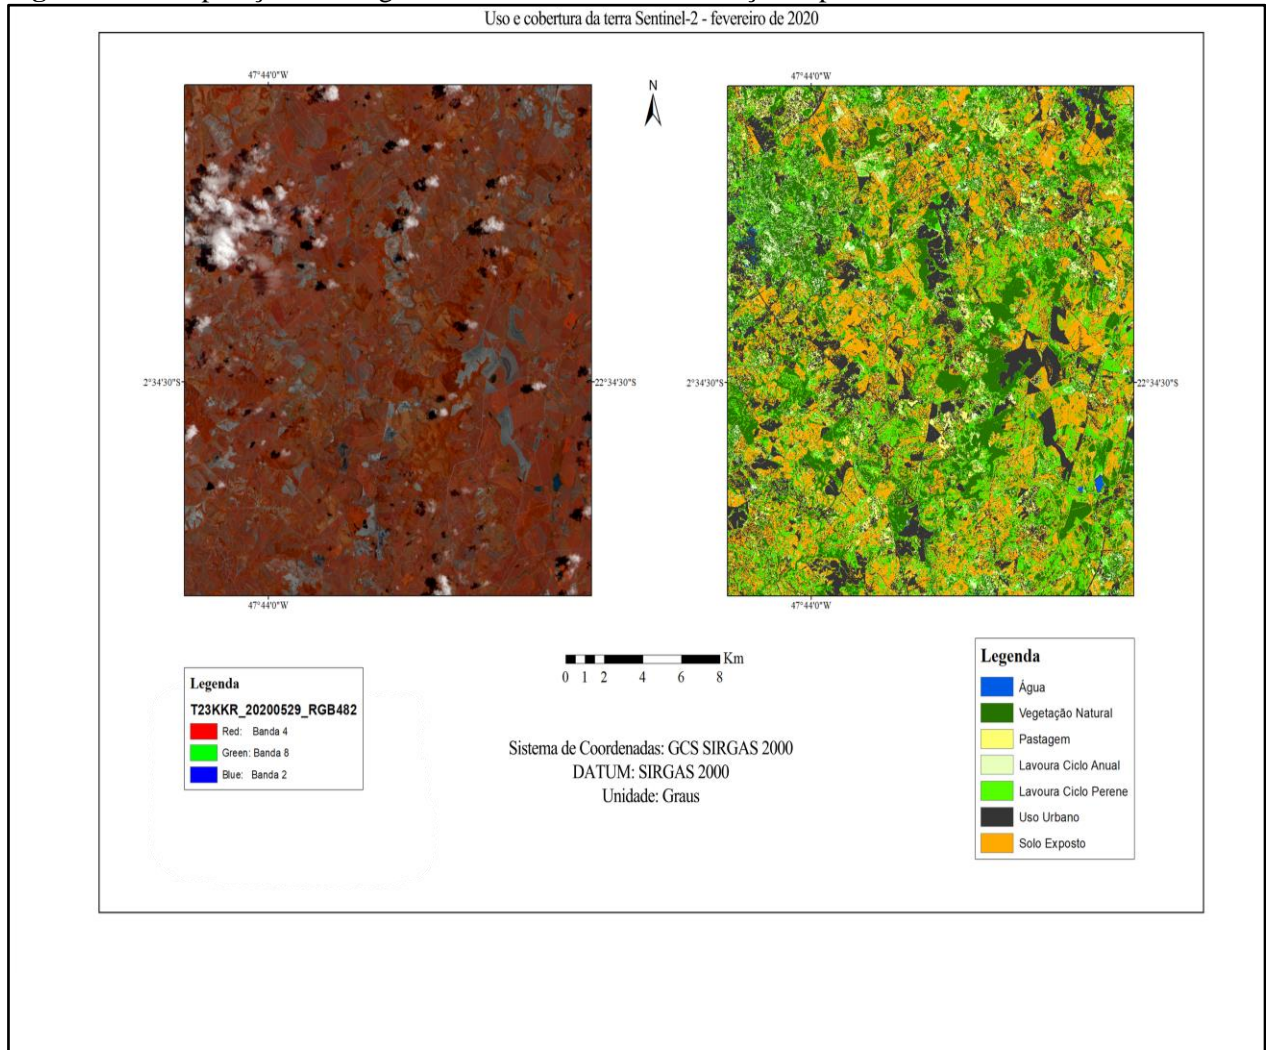 Uso e cobertura da terra Sentinel-2 - fevereiro de 2020
47°44'0"W
47°44'0"W
N
2°34'30"S
22°34'30"S
2°34'30"S
22°34'30"S
47°44'0"W
47°44'0"W
Km
0 1 2 4 6 8
Legenda
T23KKR_20200529_RGB482
Red: Banda 4
Green: Banda 8
Blue: Banda 2
Sistema de Coordenadas: GCS SIRGAS 2000
DATUM: SIRGAS 2000
Unidade: Graus
Legenda
Água
Vegetação Natural
Pastagem
Lavoura Ciclo Anual
Lavoura Ciclo Perene
Uso Urbano
Solo Exposto